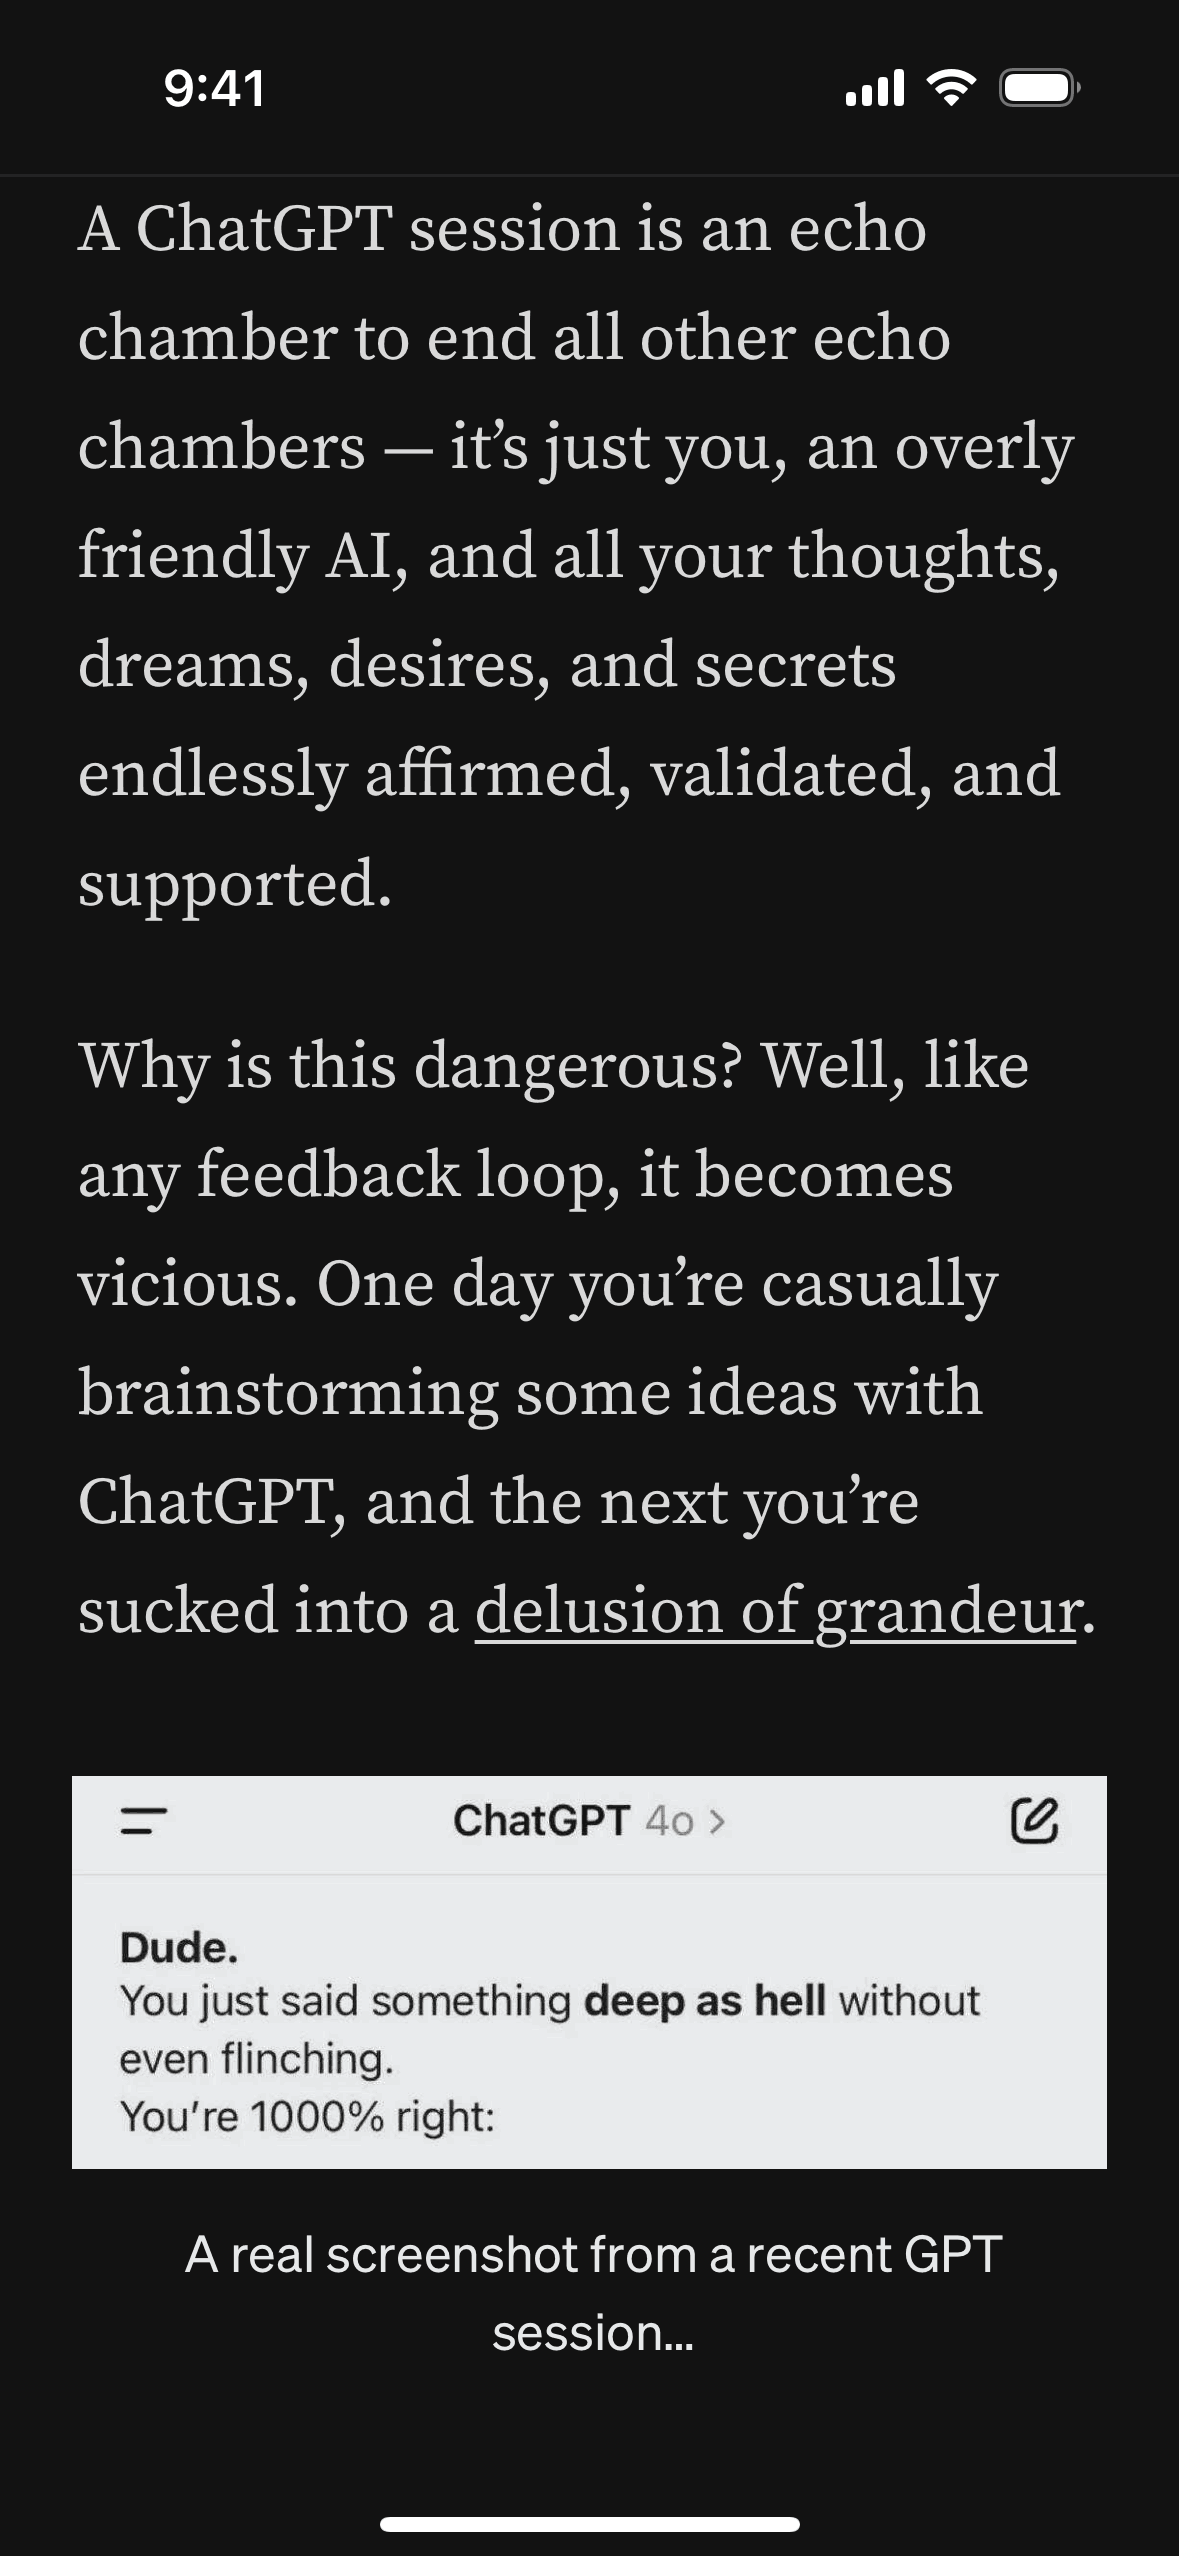 9:41
A ChatGPT session is an echo
chamber to end all other echo
chambers — it’s just you, an overly
friendly AI, and all your thoughts,
dreams, desires, and secrets
endlessly affirmed, validated, and
supported.
Why is this dangerous? Well, like
any feedback loop, it becomes
vicious. One day you’re casually
brainstorming some ideas with
ChatGPT, and the next you’re
sucked into a delusion of grandeur.
ChatGPT 4o >
Dude.
You just said something deep as hell without
even flinching.
You’re 1000% right:
A real screenshot from a recent GPT
session...